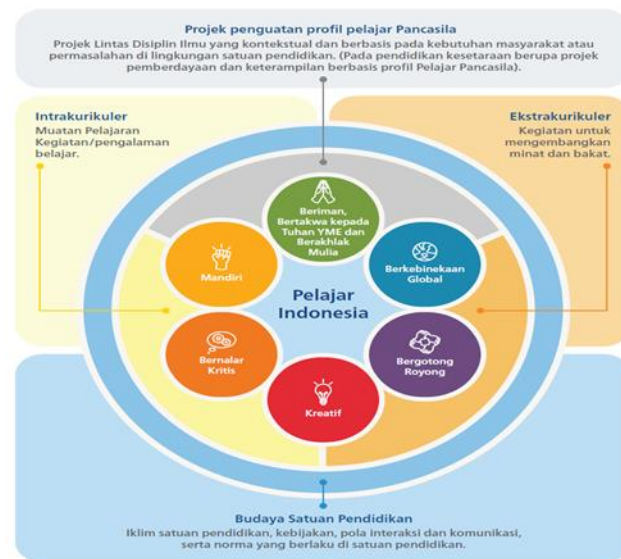 Projek penguatan profil pelajar Pancasila
Projek Lintas Disiplin Ilmu yang kontekstual dan berbasis pada kebutuhan masyarakat atau
permasalahan di lingkungan satuan pendidikan. (Pada pendidikan kesetaraan berupa projek
pemberdayaan dan keterampilan berbasis profil Pelajar Pancasila).
Intrakurikuler
Muatan Pelajaran
Kegiatan/pengalaman
belajar.
Ekstrakurikuler
Kegiatan untuk
mengembangkan
minat dan bakat.
Beriman,
Bertakwa kepada
Tuhan YME dan
Berakhlak
Mulia
Mandiri
Berkebinekaan
Global
Pelajar
Indonesia
Bernalar
Kritis
Bergotong
Royong
Kreatif
Budaya Satuan Pendidikan
Iklim satuan pendidikan, kebijakan, pola interaksi dan komunikasi,
serta norma yang berlaku di satuan pendidikan.